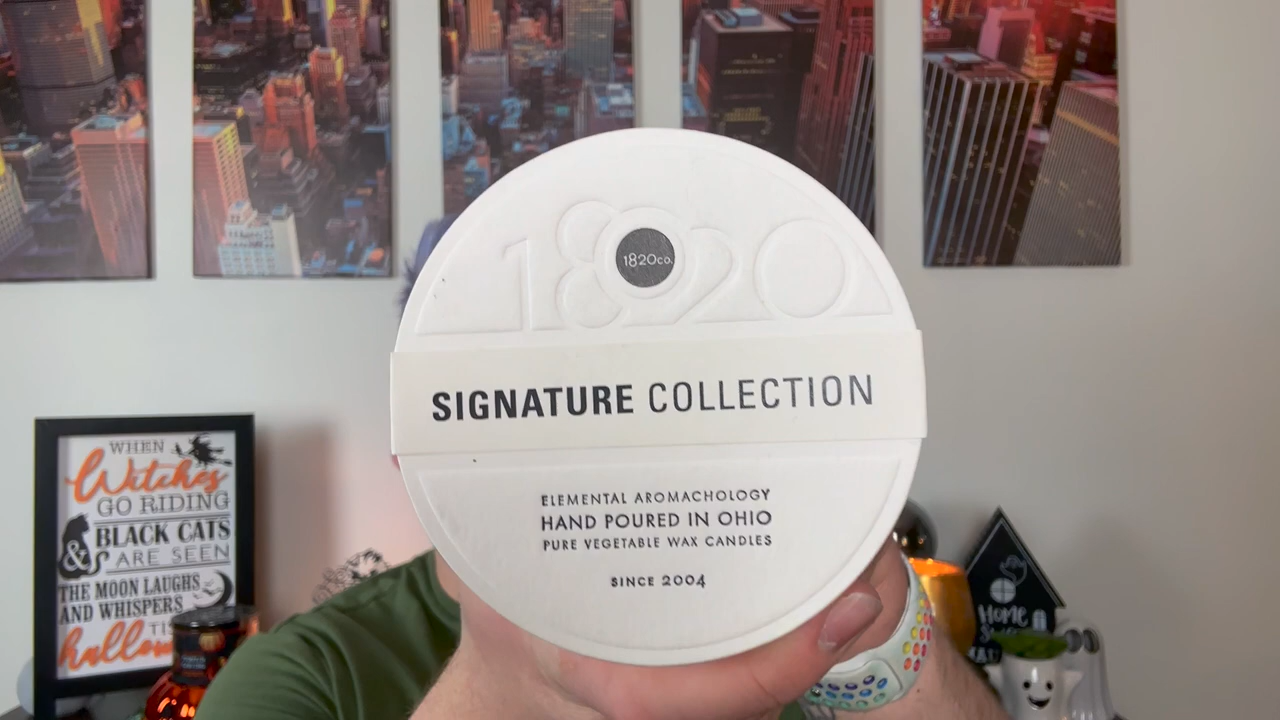 1820
1820co.
SIGNATURE COLLECTION
ELEMENTAL AROMACHOLOGY
HAND POURED IN OHIO
PURE VEGETABLE WAX CANDLES
SINCE 2004
WHEN
Witches
GO RIDING
BLACK CATS
& ARE SEEN
THE MOON LAUGHS
AND WHISPERS
Home